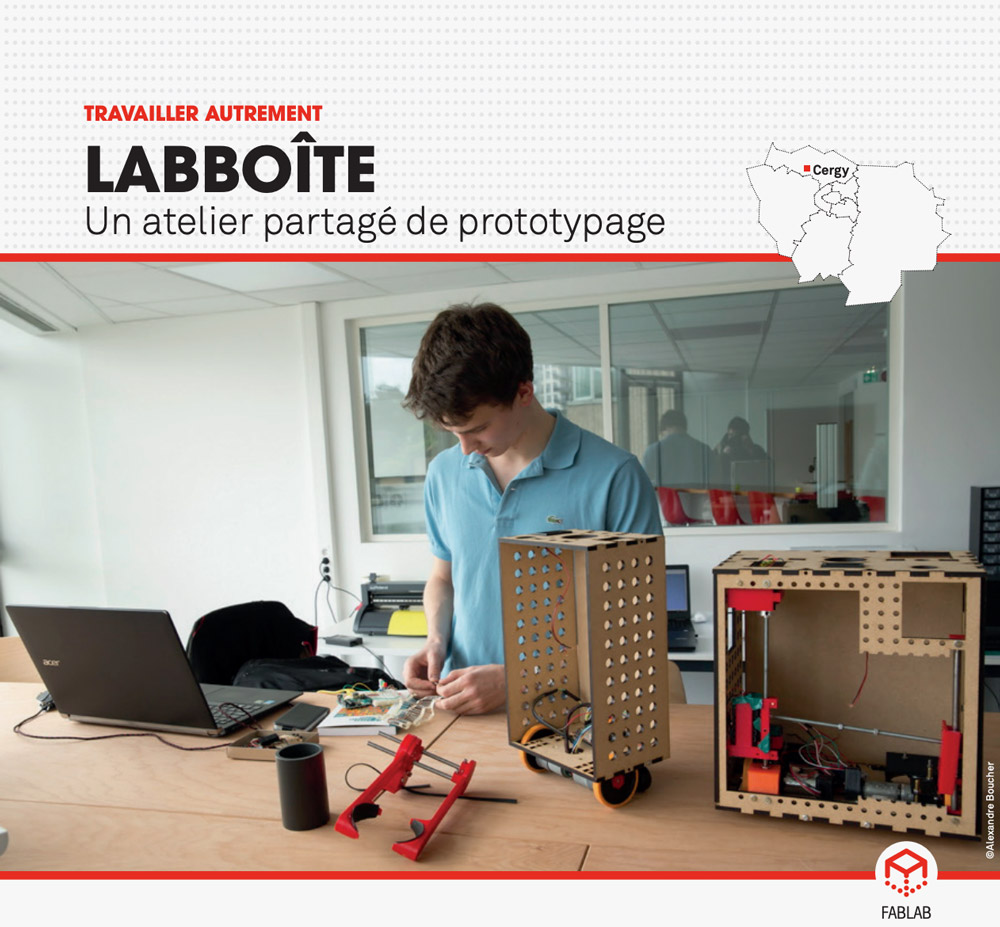 TRAVAILLER AUTREMENT
LABBOÎTE
Un atelier partagé de prototypage
Cergy
acer
©Alexandre Boucher
FABLAB